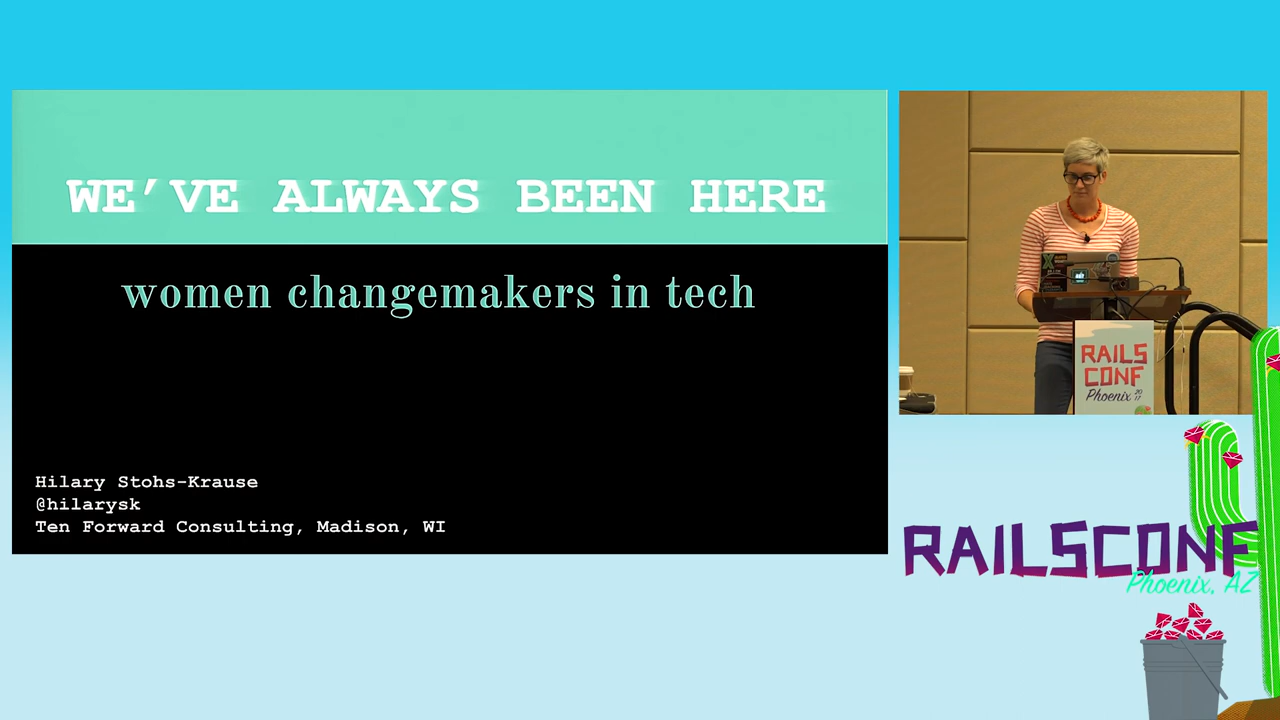 WE'VE ALWAYS BEEN HERE
women changemakers in tech
Hilary Stohs-Krause
@hilarysk
Ten Forward Consulting, Madison, WI
RAILS
CONF
Phoenix 2017
RAILSCONF
Phoenix, AZ